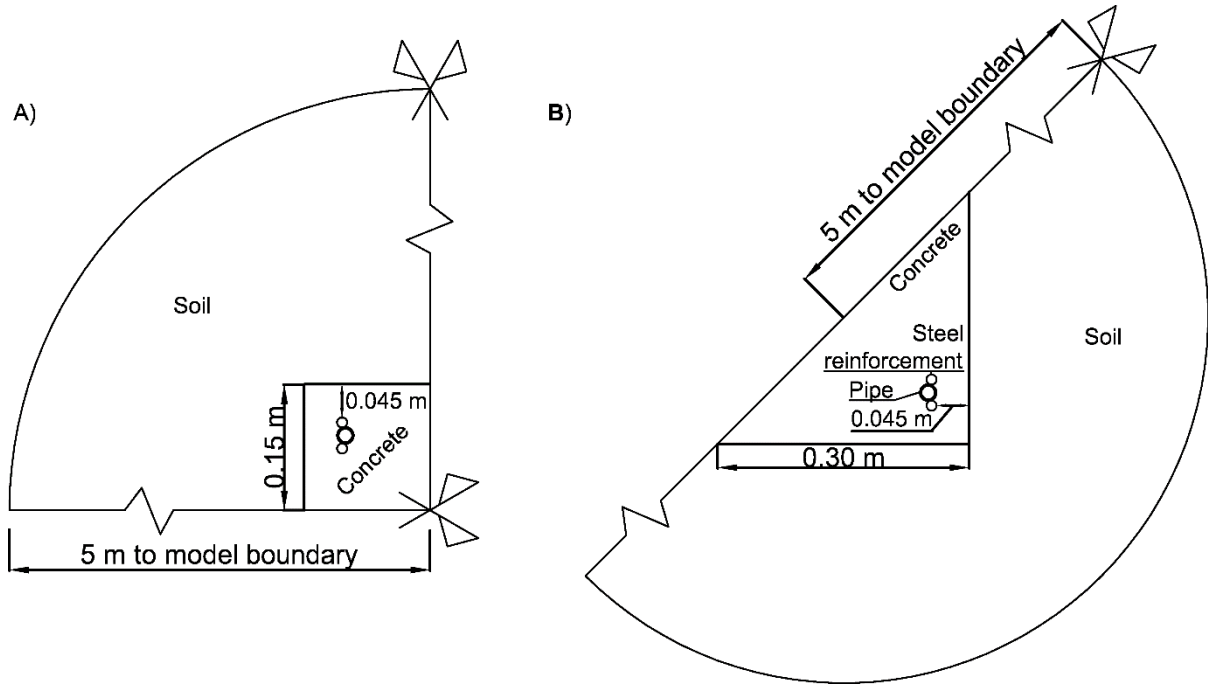 A)
Soil
0.15 m
0.045 m
Concrete
5 m to model boundary
B)
5 m to model boundary
Concrete
Steel
reinforcement
Pipe
0.045 m
0.30 m
Soil